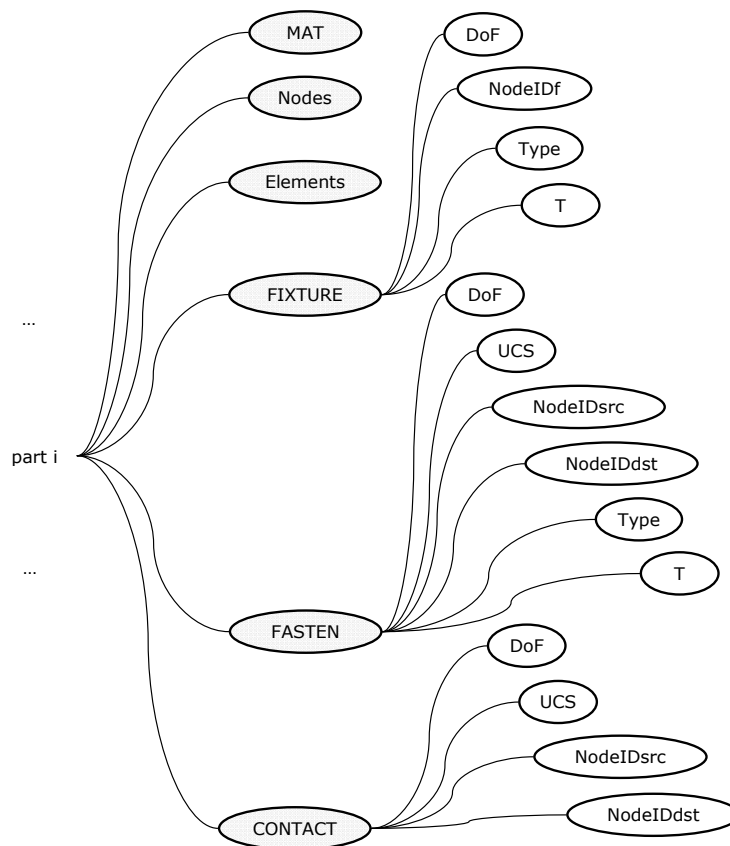 MAT
DoF
NodeIDf
Nodes
Type
Elements
T
FIXTURE
DoF
...
UCS
NodeIDsrc
part i
NodeIDdst
Type
...
T
FASTEN
DoF
UCS
NodeIDsrc
NodeIDdst
CONTACT